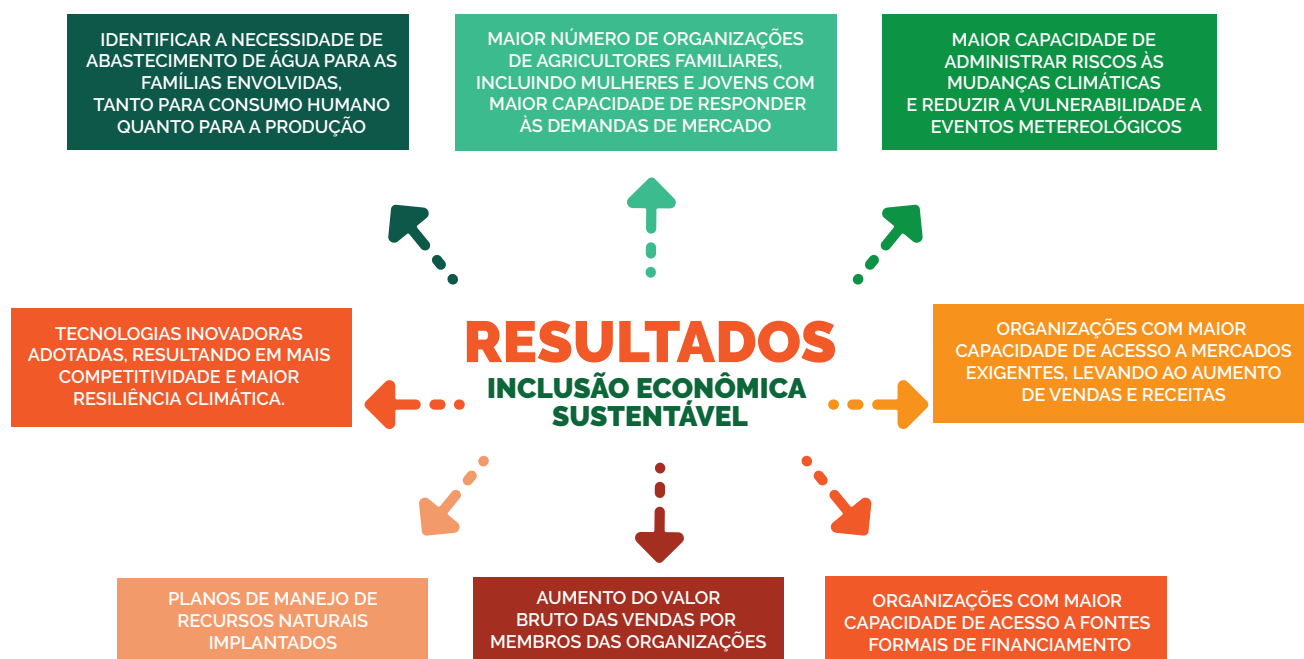 IDENTIFICAR A NECESSIDADE DE
ABASTECIMENTO DE ÁGUA PARA AS
FAMÍLIAS ENVOLVIDAS,
TANTO PARA CONSUMO HUMANO
QUANTO PARA A PRODUÇÃO
MAIOR NÚMERO DE ORGANIZAÇÕES
DE AGRICULTORES FAMILIARES,
INCLUINDO MULHERES E JOVENS COM
MAIOR CAPACIDADE DE RESPONDER
ÀS DEMANDAS DE MERCADO
MAIOR CAPACIDADE DE
ADMINISTRAR RISCOS ÀS
MUDANÇAS CLIMÁTICAS
E REDUZIR A VULNERABILIDADE A
EVENTOS METEREOLÓGICOS
TECNOLOGIAS INOVADORAS
ADOTADAS, RESULTANDO EM MAIS
COMPETITIVIDADE E MAIOR
RESILIÊNCIA CLIMÁTICA.
RESULTADOS
INCLUSÃO ECONÔMICA
SUSTENTÁVEL
ORGANIZAÇÕES COM MAIOR
CAPACIDADE DE ACESSO A MERCADOS
EXIGENTES, LEVANDO AO AUMENTO
DE VENDAS E RECEITAS
PLANOS DE MANEJO DE
RECURSOS NATURAIS
IMPLANTADOS
AUMENTO DO VALOR
BRUTO DAS VENDAS POR
MEMBROS DAS ORGANIZAÇÕES
ORGANIZAÇÕES COM MAIOR
CAPACIDADE DE ACESSO A FONTES
FORMAIS DE FINANCIAMENTO